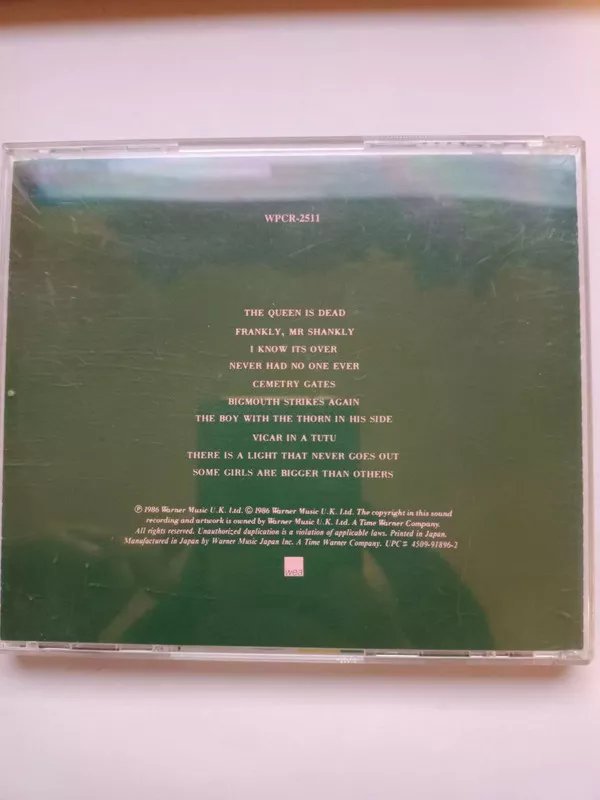 WPCR-2511
THE QUEEN IS DEAD
FRANKLY, MR SHANKLY
I KNOW ITS OVER
NEVER HAD NO ONE EVER
CEMETRY GATES
BIGMOUTH STRIKES AGAIN
THE BOY WITH THE THORN IN HIS SIDE
VICAR IN A TUTU
THERE IS A LIGHT THAT NEVER GOES OUT
SOME GIRLS ARE BIGGER THAN OTHERS
℗ 1986 Warner Music U.K. Ltd. © 1986 Warner Music U.K. Ltd. The copyright in this sound
recording and artwork is owned by Warner Music U.K. Ltd. A Time Warner Company.
All rights reserved. Unauthorized duplication is a violation of applicable laws. Printed in Japan.
Manufactured in Japan by Warner Music Japan Inc. A Time Warner Company. UPC# 4509-91896-2
wea